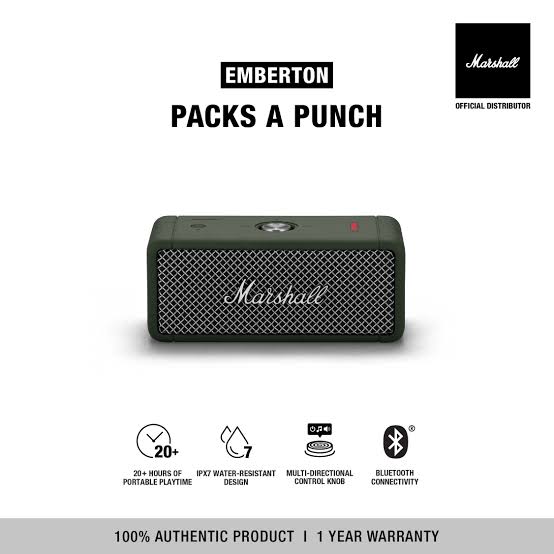 Marshall
OFFICIAL DISTRIBUTOR
EMBERTON
PACKS A PUNCH
Marshall
20+
7
®
20+ HOURS OF
PORTABLE PLAYTIME
IPX7 WATER-RESISTANT
DESIGN
MULTI-DIRECTIONAL
CONTROL KNOB
BLUETOOTH
CONNECTIVITY
100% AUTHENTIC PRODUCT | 1 YEAR WARRANTY